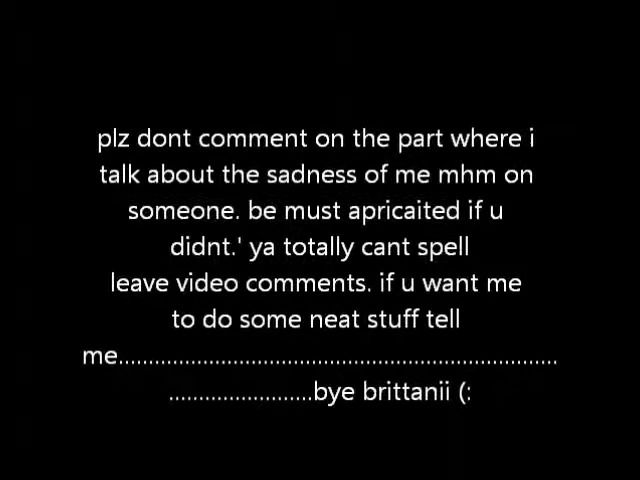 plz dont comment on the part where i
talk about the sadness of me mhm on
someone. be must apricaited if u
didnt.' ya totally cant spell
leave video comments. if u want me
to do some neat stuff tell
me.........................................................................
........................bye brittanii (: